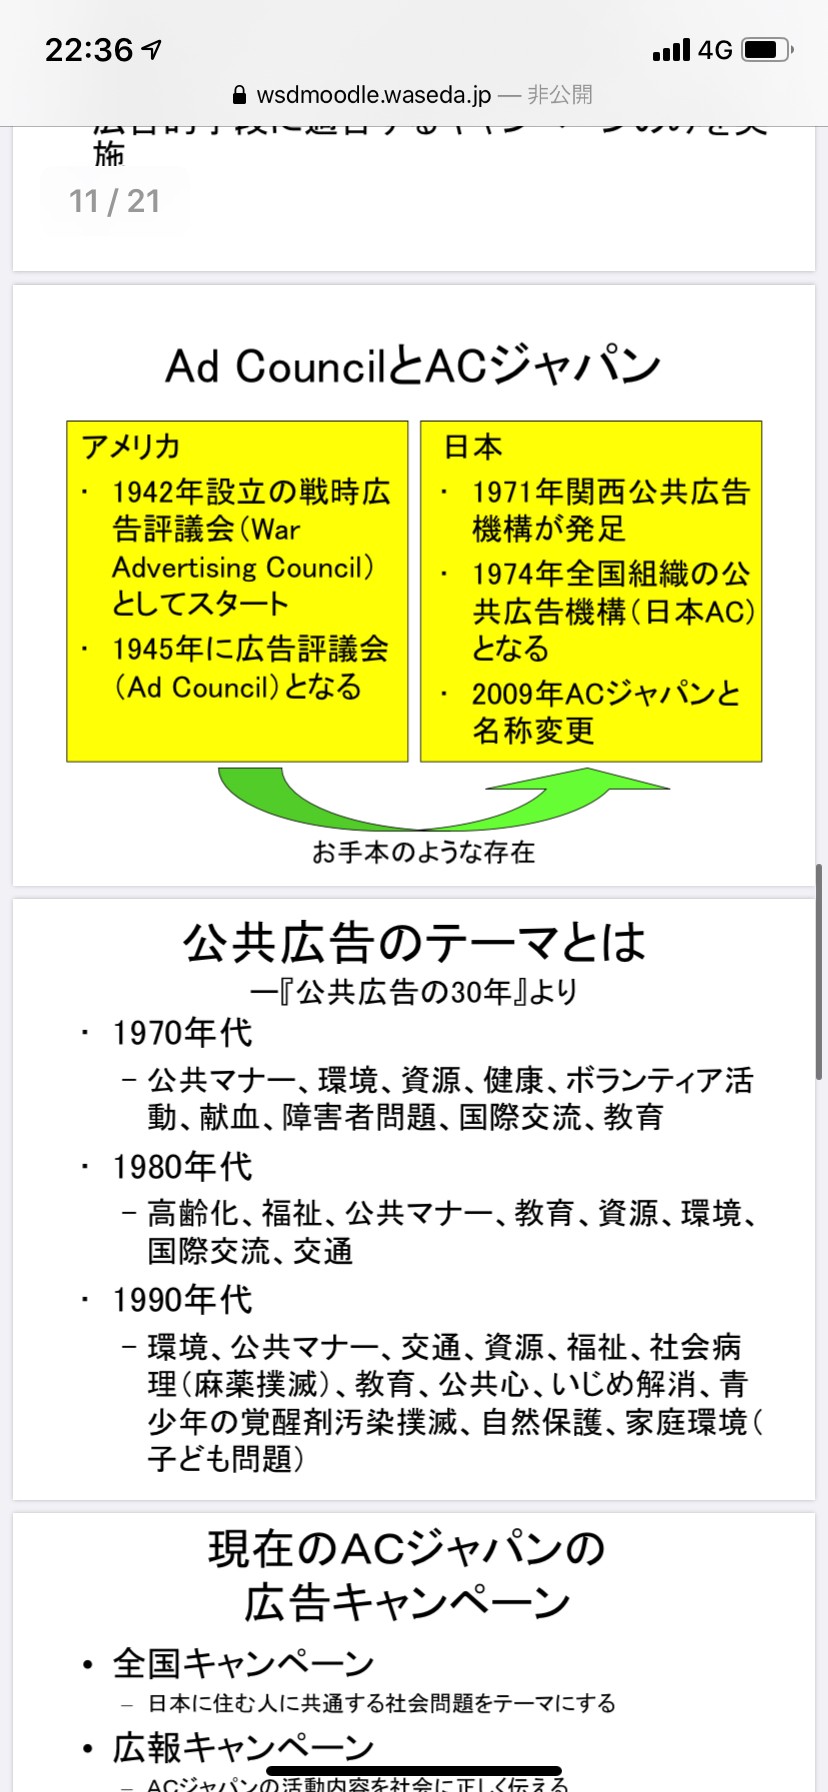 22:36
4G
wsdmoodle.waseda.jp — 非公開
施
11 / 21
Ad CouncilとACジャパン
アメリカ
・ 1942年設立の戦時広
告評議会（War
Advertising Council）
としてスタート
・ 1945年に広告評議会
（Ad Council）となる
日本
・ 1971年関西公共広告
機構が発足
・ 1974年全国組織の公
共広告機構（日本AC）
となる
・ 2009年ACジャパンと
名称変更
お手本のような存在
公共広告のテーマとは
―『公共広告の30年』より
・ 1970年代
– 公共マナー、環境、資源、健康、ボランティア活
動、献血、障害者問題、国際交流、教育
・ 1980年代
– 高齢化、福祉、公共マナー、教育、資源、環境、
国際交流、交通
・ 1990年代
– 環境、公共マナー、交通、資源、福祉、社会病
理（麻薬撲滅）、教育、公共心、いじめ解消、青
少年の覚醒剤汚染撲滅、自然保護、家庭環境（
子ども問題）
現在のACジャパンの
広告キャンペーン
• 全国キャンペーン
– 日本に住む人に共通する社会問題をテーマにする
• 広報キャンペーン
– ACジャパンの活動内容を社会に正しく伝える